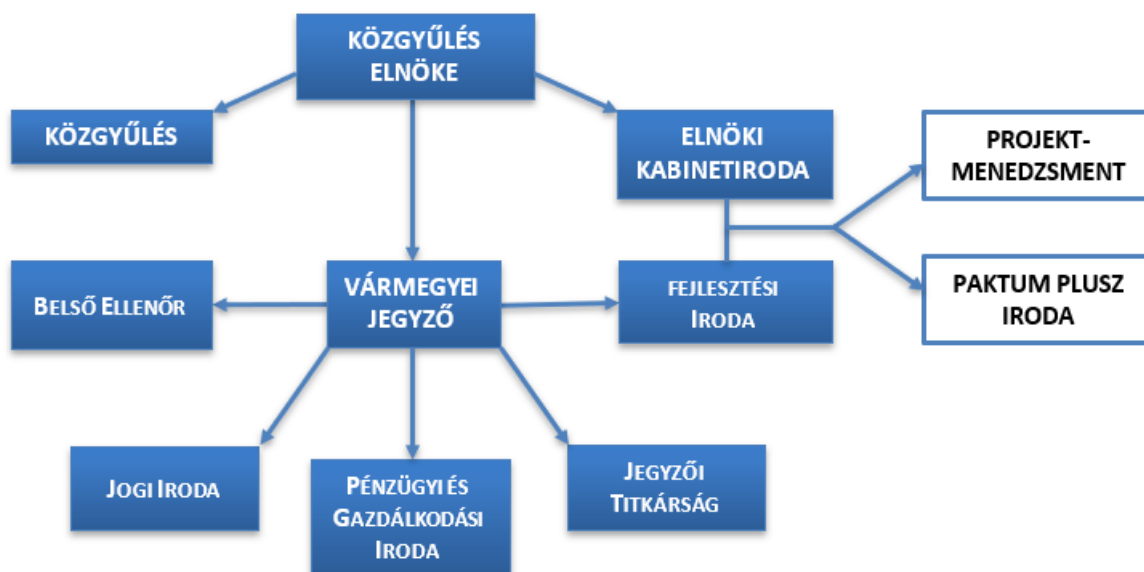 KÖZGYŰLÉS
ELNÖKE
KÖZGYŰLÉS
ELNÖKI
KABINETIRODA
PROJEKT-
MENEDZSMENT
BELSŐ ELLENŐR
VÁRMEGYEI
JEGYZŐ
FEJLESZTÉSI
IRODA
PAKTUM PLUSZ
IRODA
JOGI IRODA
PÉNZÜGYI ÉS
GAZDÁLKODÁSI
IRODA
JEGYZŐI
TITKÁRSÁG